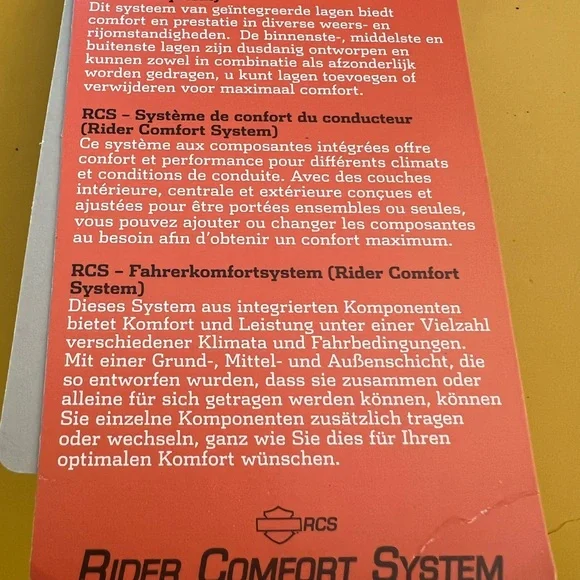 Dit systeem van geïntegreerde lagen biedt
comfort en prestatie in diverse weers- en
rijomstandigheden. De binnenste-, middelste en
buitenste lagen zijn dusdanig ontworpen en
kunnen zowel in combinatie als afzonderlijk
worden gedragen, u kunt lagen toevoegen of
verwijderen voor maximaal comfort.
RCS – Système de confort du conducteur
(Rider Comfort System)
Ce système aux composantes intégrées offre
confort et performance pour différents climats
et conditions de conduite. Avec des couches
intérieure, centrale et extérieure conçues et
ajustées pour être portées ensembles ou seules,
vous pouvez ajouter ou changer les composantes
au besoin afin d'obtenir un confort maximum.
RCS – Fahrerkomfortsystem (Rider Comfort
System)
Dieses System aus integrierten Komponenten
bietet Komfort und Leistung unter einer Vielzahl
verschiedener Klimata und Fahrbedingungen.
Mit einer Grund-, Mittel- und Außenschicht, die
so entworfen wurden, dass sie zusammen oder
alleine für sich getragen werden können, können
Sie einzelne Komponenten zusätzlich tragen
oder wechseln, ganz wie Sie dies für Ihren
optimalen Komfort wünschen.
RCS
RIDER COMFORT SYSTEM